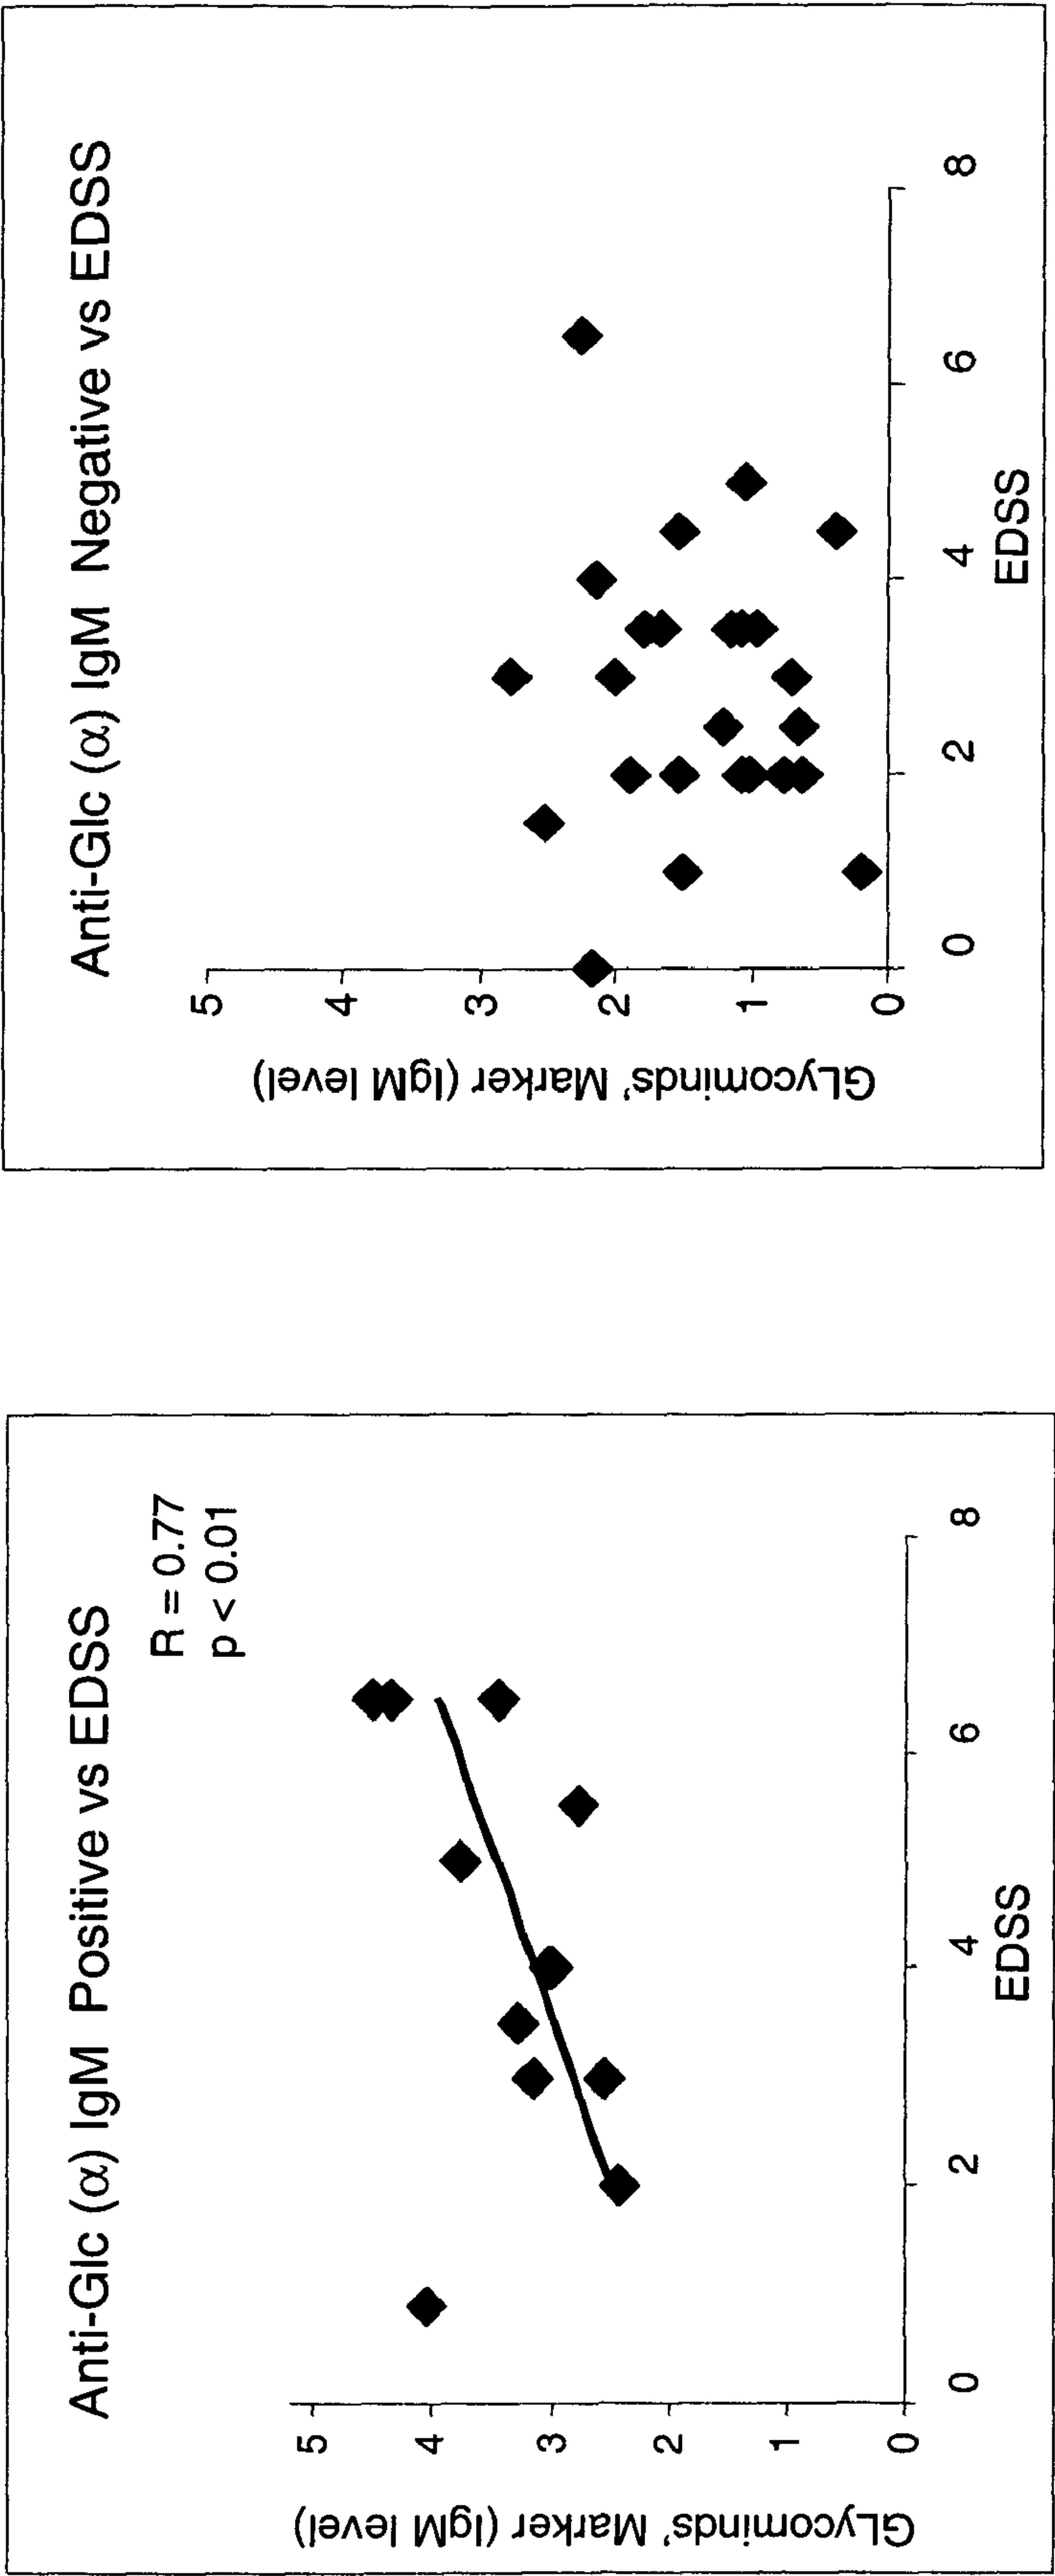 Anti-Glc (α) IgM Positive vs EDSS
R = 0.77
p < 0.01
GLycominds’ Marker (IgM level)
5
4
3
2
1
0
0 2 4 6 8
EDSS
Anti-Glc (α) IgM Negative vs EDSS
GLycominds’ Marker (IgM level)
5
4
3
2
1
0
0 2 4 6 8
EDSS